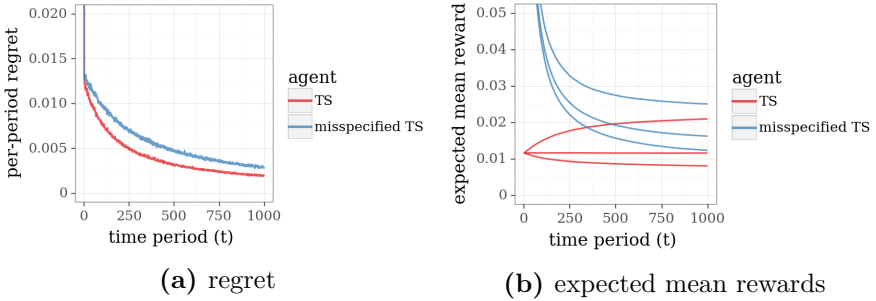 0.020
0.015
0.010
0.005
0
per-period regret
0 250 500 750 1000
time period (t)
agent
TS
misspecified TS
(a) regret
0.05
0.04
0.03
0.02
0.01
0
expected mean reward
0 250 500 750 1000
time period (t)
agent
TS
misspecified TS
(b) expected mean rewards